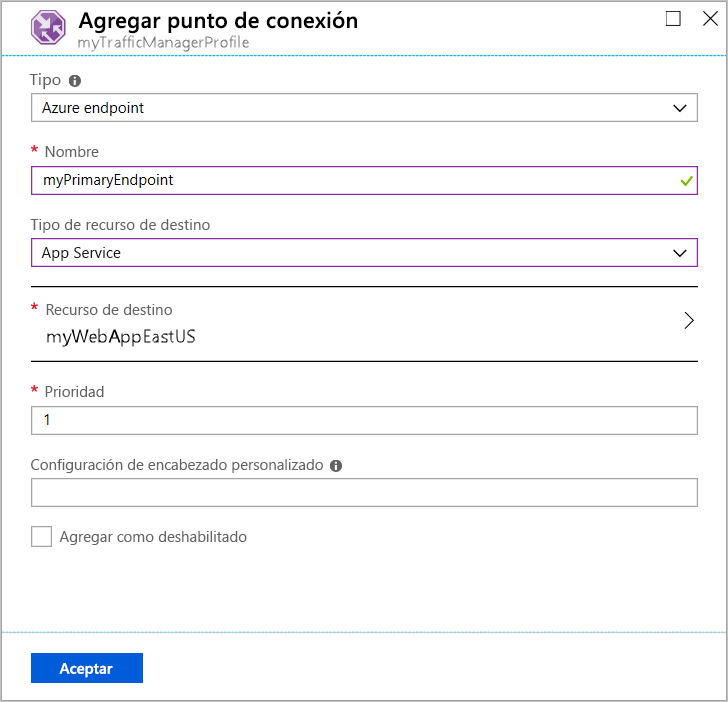 Agregar punto de conexión
myTrafficManagerProfile
Tipo
Azure endpoint
* Nombre
myPrimaryEndpoint
Tipo de recurso de destino
App Service
* Recurso de destino
myWebAppEastUS
* Prioridad
1
Configuración de encabezado personalizado
Agregar como deshabilitado
Aceptar